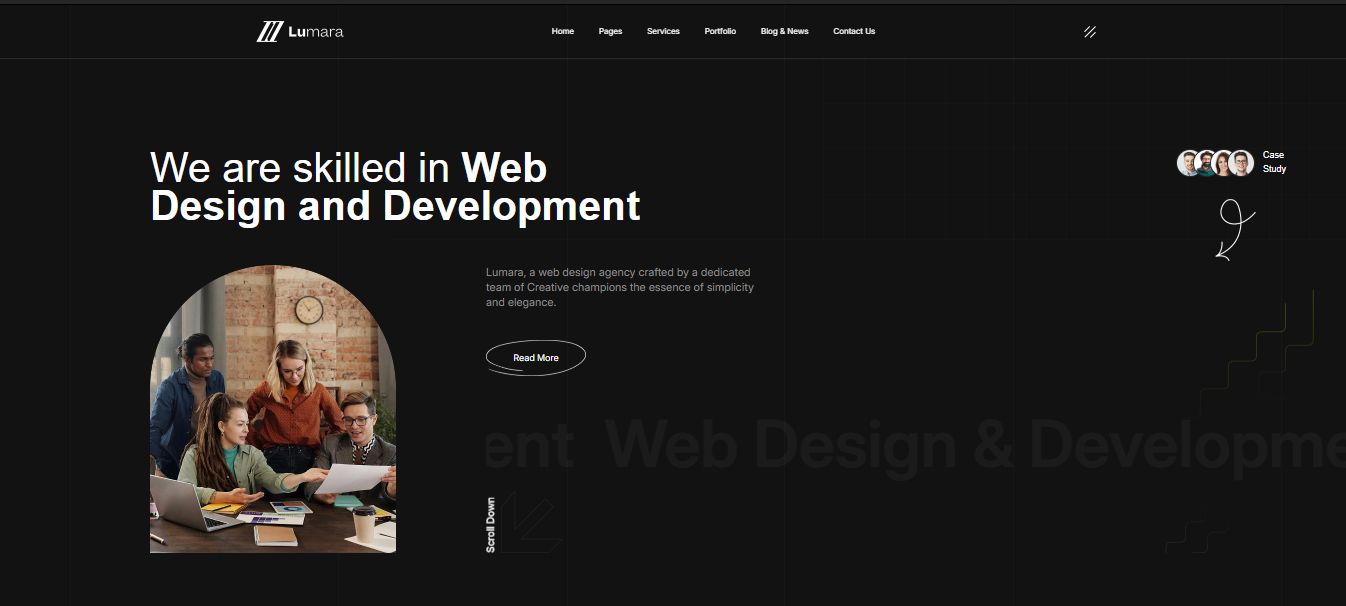 Lumara
Home Pages Services Portfolio Blog & News Contact Us
We are skilled in Web
Design and Development
Case
Study
Lumara, a web design agency crafted by a dedicated
team of Creative champions the essence of simplicity
and elegance.
Read More
ent Web Design & Developme
Scroll Down